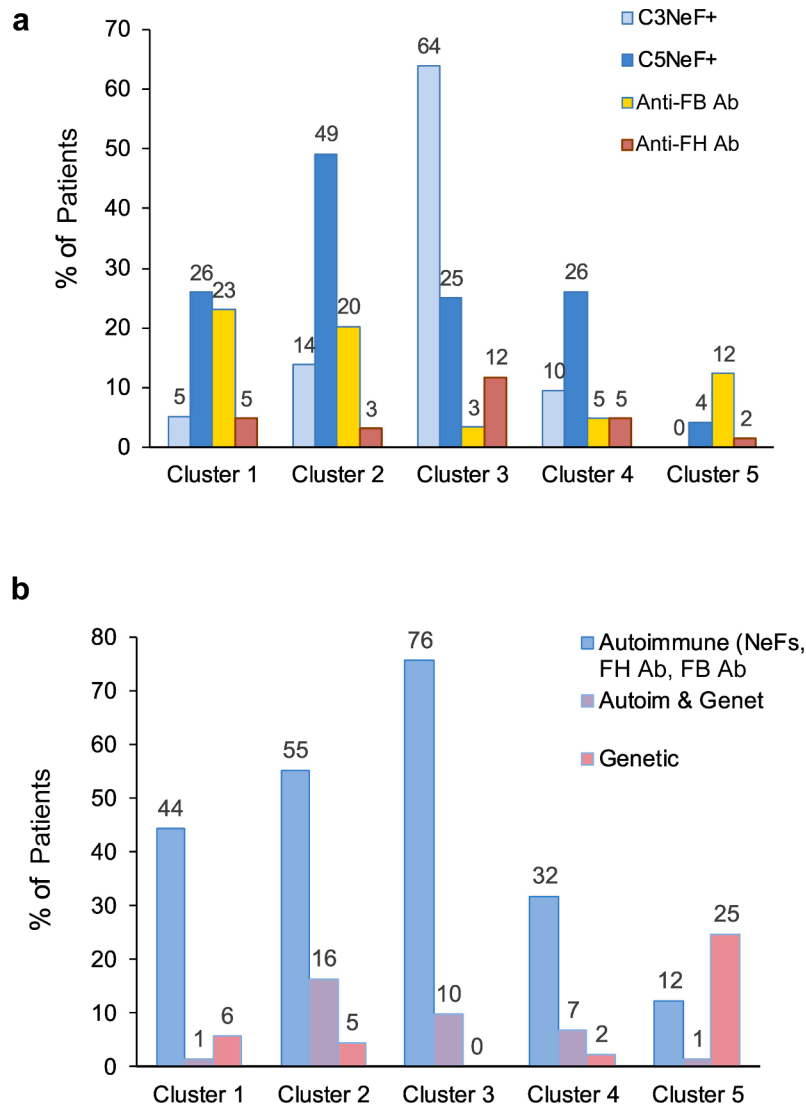 a
70
60
50
40
30
20
10
0
% of Patients
C3NeF+
C5NeF+
Anti-FB Ab
Anti-FH Ab
5 26 23 5
14 49 20 3
64 25 3 12
10 26 5 5
0 4 12 2
Cluster 1 Cluster 2 Cluster 3 Cluster 4 Cluster 5
b
80
70
60
50
40
30
20
10
0
% of Patients
Autoimmune (NeFs,
FH Ab, FB Ab
Autoim & Genet
Genetic
44 1 6
55 16 5
76 10 0
32 7 2
12 1 25
Cluster 1 Cluster 2 Cluster 3 Cluster 4 Cluster 5